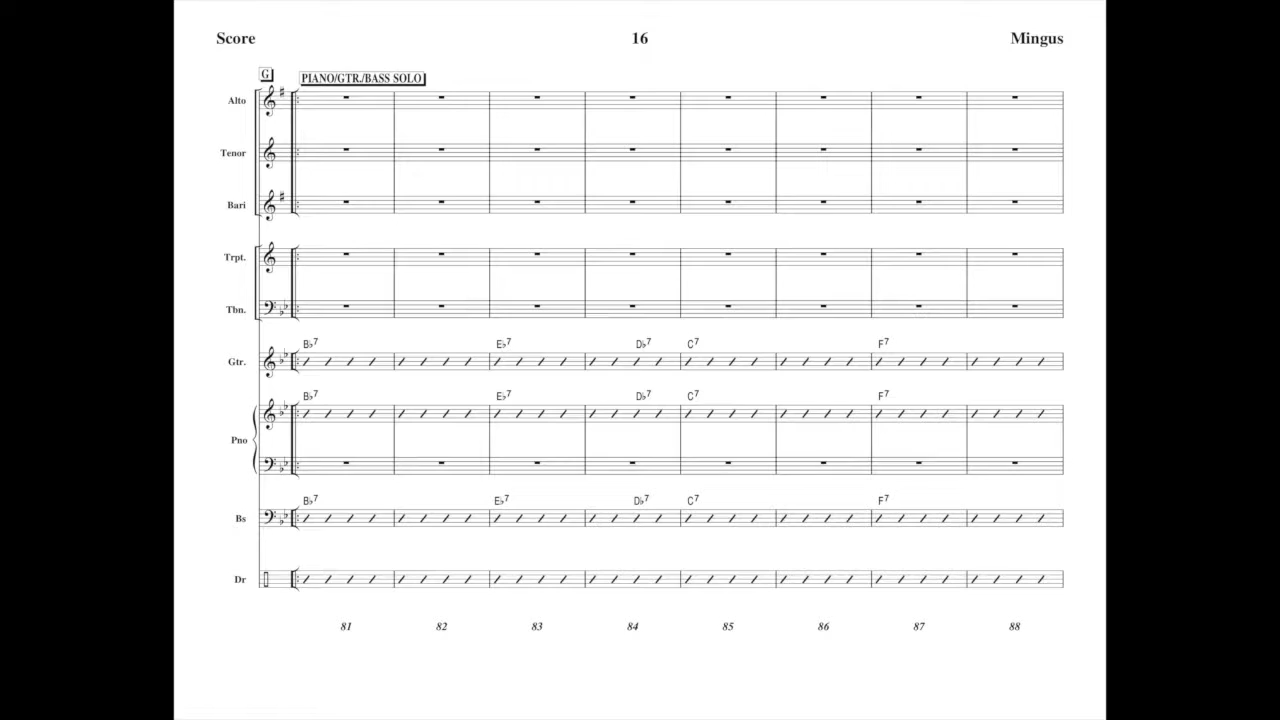 Score 16 Mingus
G
PIANO/GTR./BASS SOLO
Alto
Tenor
Bari
Trpt.
Tbn.
B♭7 E♭7 D♭7 C7 F7
Gtr.
B♭7 E♭7 D♭7 C7 F7
Pno
B♭7 E♭7 D♭7 C7 F7
Bs
Dr
81 82 83 84 85 86 87 88